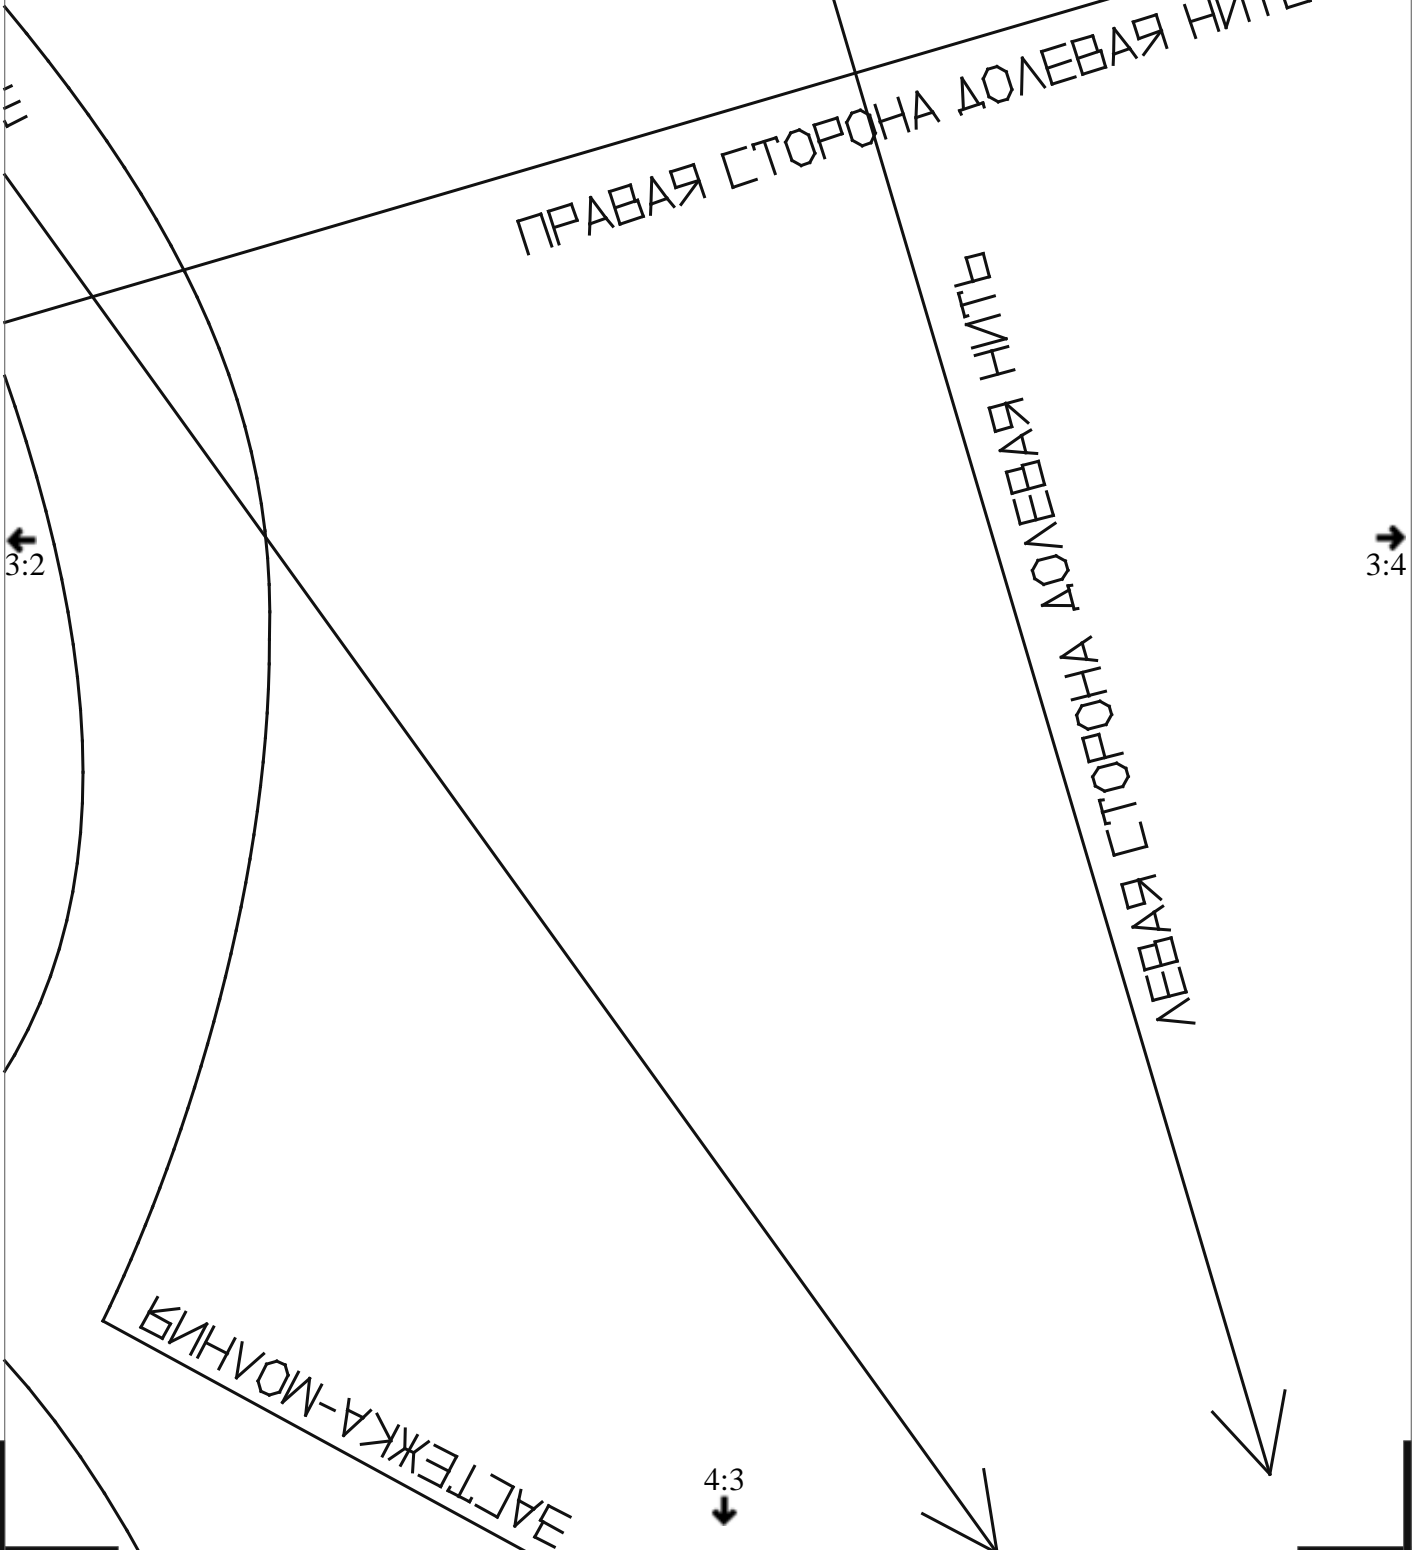 ПРАВАЯ СТОРОНА ДОЛЕВАЯ НИТЬ
ЛЕВАЯ СТОРОНА ДОЛЕВАЯ НИТЬ
3:2
3:4
ЗАСТЕЖКА-МОЛНИЯ
4:3